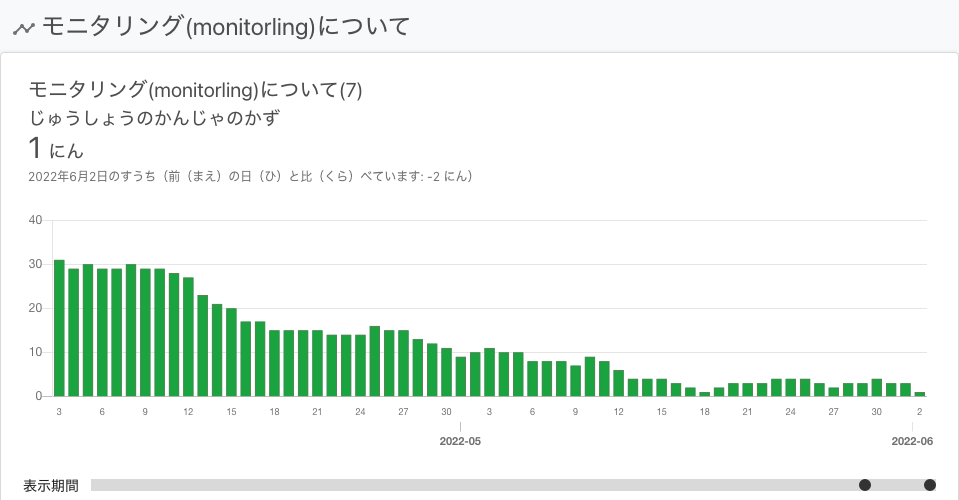 モニタリング(monitorling)について
モニタリング(monitorling)について(7)
じゅうしょうのかんじゃのかず
1 にん
2022年6月2日のすうち（前（まえ）の日（ひ）と比（くら）べています: -2 にん）
40
30
20
10
0
3 6 9 12 15 18 21 24 27 30 3 6 9 12 15 18 21 24 27 30 2
2022-05 2022-06
表示期間